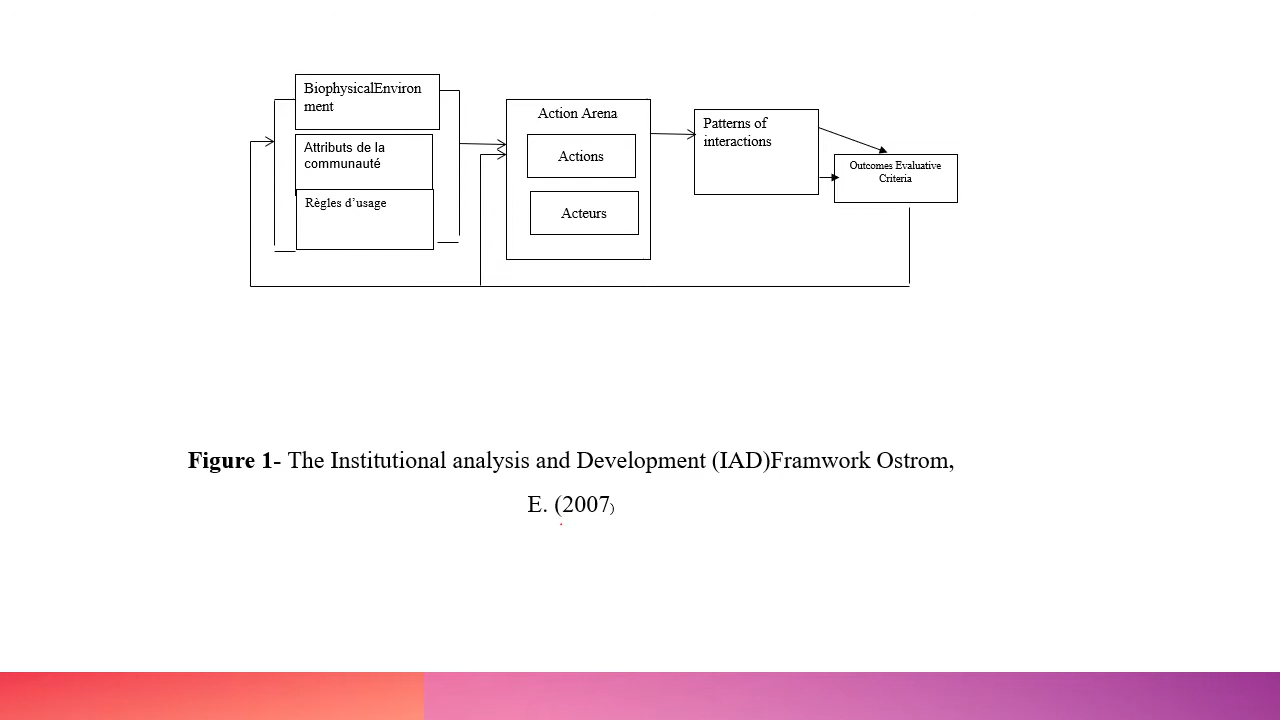 BiophysicalEnviron
ment
Attributs de la
communauté
Règles d’usage
Action Arena
Actions
Acteurs
Patterns of
interactions
Outcomes Evaluative
Criteria
Figure 1- The Institutional analysis and Development (IAD)Framwork Ostrom,
E. (2007)